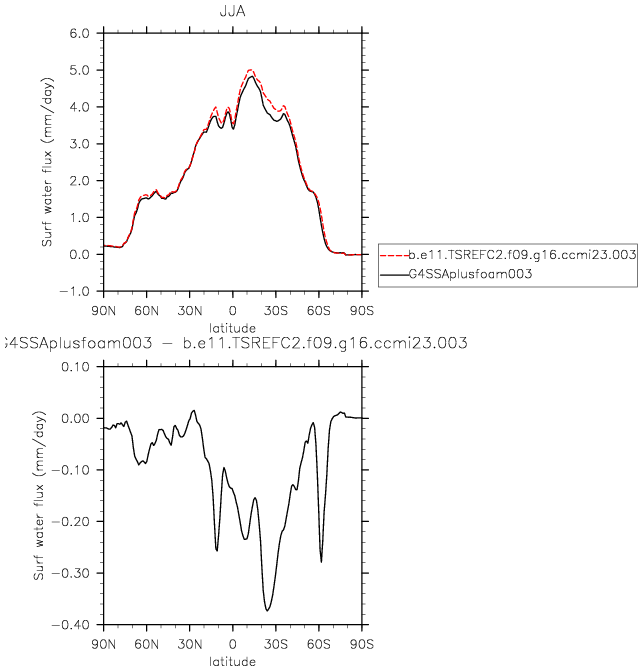 JJA
6.0
5.0
4.0
3.0
2.0
1.0
0.0
−1.0
Surf water flux (mm/day)
90N 60N 30N 0 30S 60S 90S
latitude
b.e11.TSREFC2.f09.g16.ccmi23.003
G4SSAplusfoam003
G4SSAplusfoam003 − b.e11.TSREFC2.f09.g16.ccmi23.003
0.10
0.00
−0.10
−0.20
−0.30
−0.40
Surf water flux (mm/day)
90N 60N 30N 0 30S 60S 90S
latitude